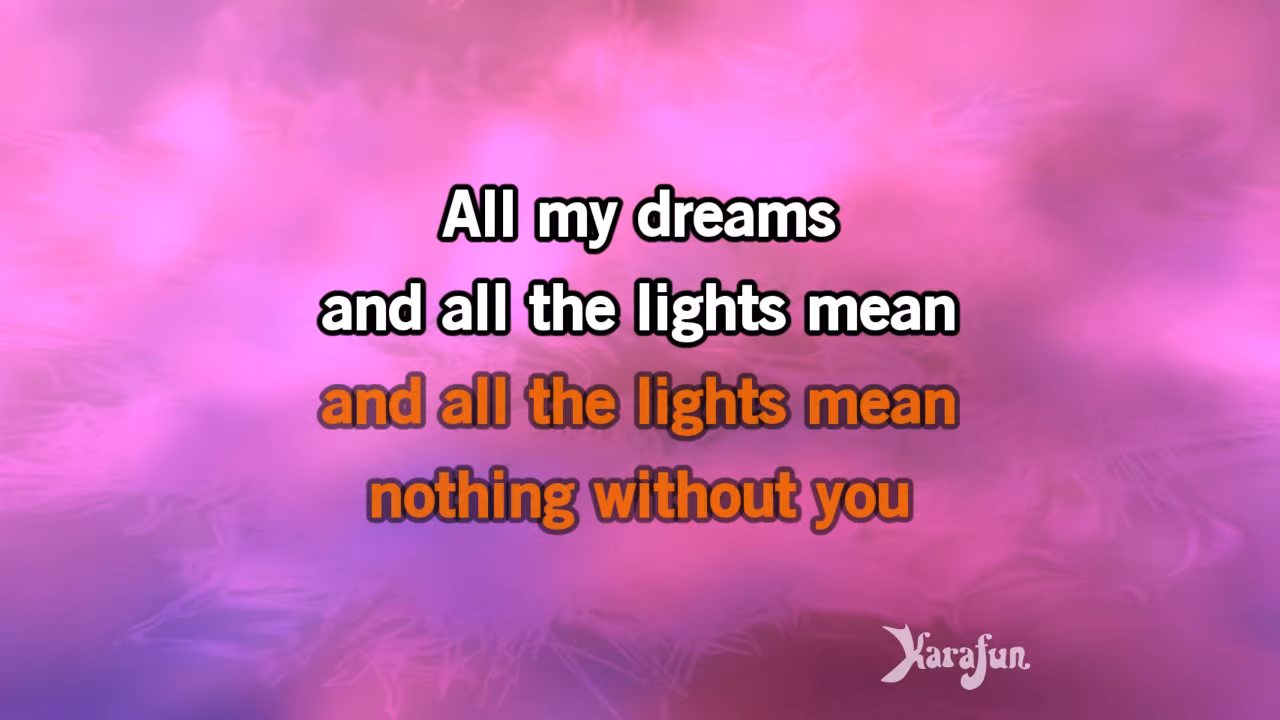 All my dreams
and all the lights mean
and all the lights mean
nothing without you
Karafun